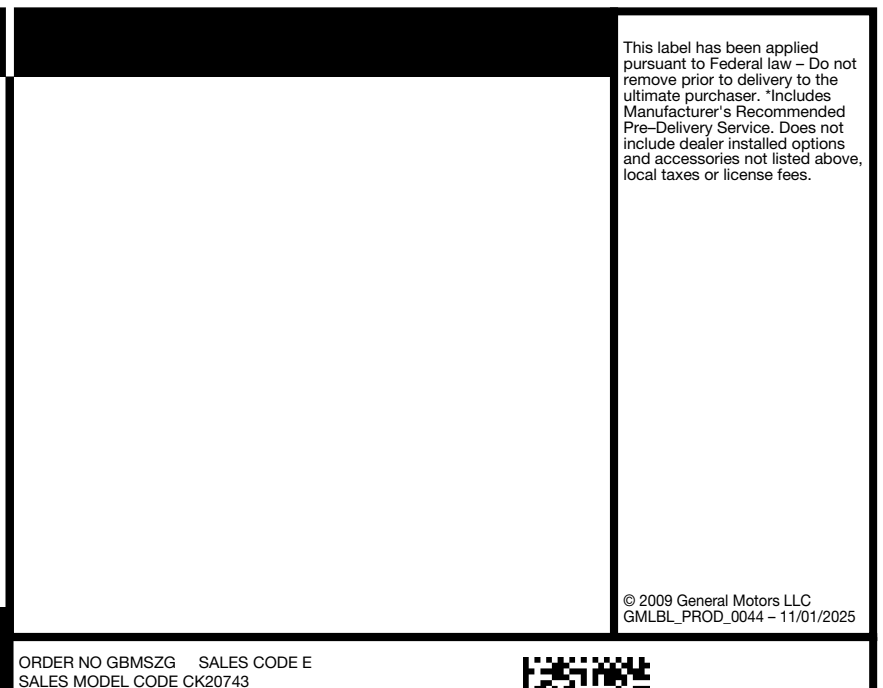 This label has been applied
pursuant to Federal law – Do not
remove prior to delivery to the
ultimate purchaser. *Includes
Manufacturer's Recommended
Pre–Delivery Service. Does not
include dealer installed options
and accessories not listed above,
local taxes or license fees.
© 2009 General Motors LLC
GMLBL_PROD_0044 – 11/01/2025
ORDER NO GBMSZG SALES CODE E
SALES MODEL CODE CK20743